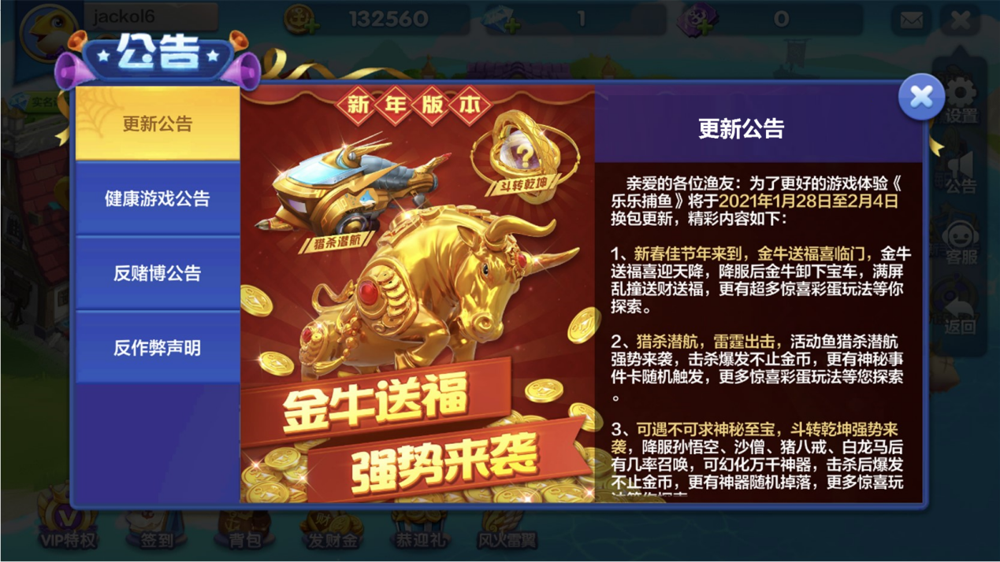 jackol6
132560
1
0
公告
更新公告
健康游戏公告
反赌博公告
反作弊声明
新年版本
斗转乾坤
猎杀潜航
金牛送福
强势来袭
更新公告
亲爱的各位渔友：为了更好的游戏体验《
乐乐捕鱼》将于2021年1月28日至2月4日
换包更新，精彩内容如下：
1、新春佳节年来到，金牛送福喜临门，金牛
送福喜迎天降，降服后金牛卸下宝车，满屏
乱撞送财送福，更有超多惊喜彩蛋玩法等你
探索。
2、猎杀潜航，雷霆出击，活动鱼猎杀潜航
强势来袭，击杀爆发不止金币，更有神秘事
件卡随机触发，更多惊喜彩蛋玩法等您探索
。
3、可遇不可求神秘至宝，斗转乾坤强势来
袭，降服孙悟空、沙僧、猪八戒、白龙马后
有几率召唤，可幻化万千神器，击杀后爆发
不止金币，更有神器随机掉落，更多惊喜玩
设置
公告
客服
返回
VIP特权
签到
背包
发财金
恭迎礼
风火雷翼